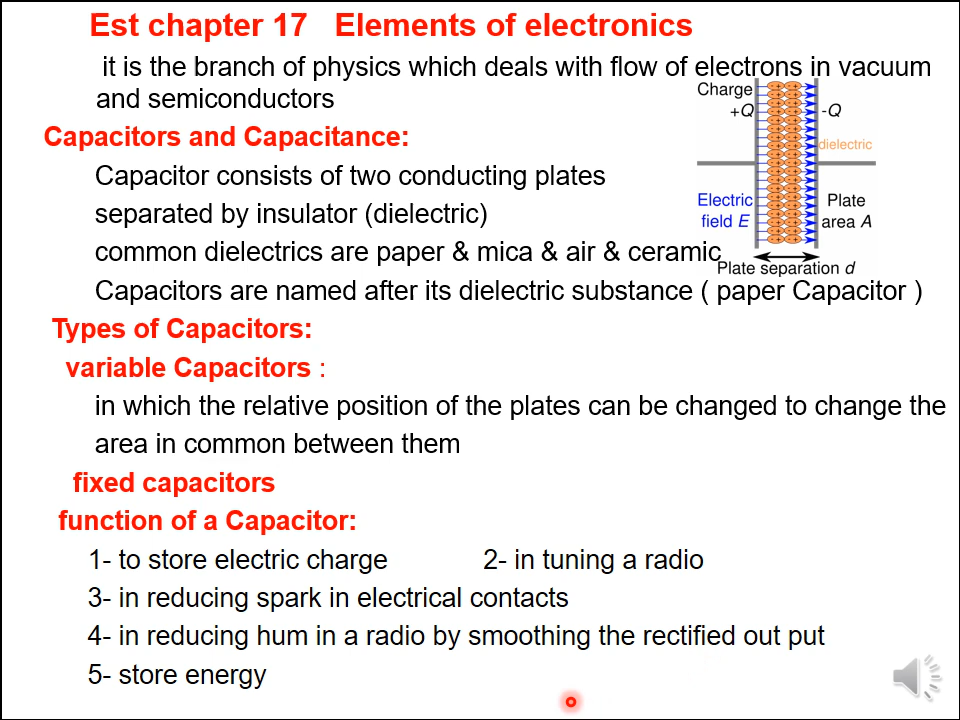 Est chapter 17 Elements of electronics
it is the branch of physics which deals with flow of electrons in vacuum
and semiconductors
Charge
+Q
-Q
dielectric
Electric
field E
Plate
area A
Plate separation d
Capacitors and Capacitance:
Capacitor consists of two conducting plates
separated by insulator (dielectric)
common dielectrics are paper & mica & air & ceramic
Capacitors are named after its dielectric substance ( paper Capacitor )
Types of Capacitors:
variable Capacitors :
in which the relative position of the plates can be changed to change the
area in common between them
fixed capacitors
function of a Capacitor:
1- to store electric charge 2- in tuning a radio
3- in reducing spark in electrical contacts
4- in reducing hum in a radio by smoothing the rectified out put
5- store energy